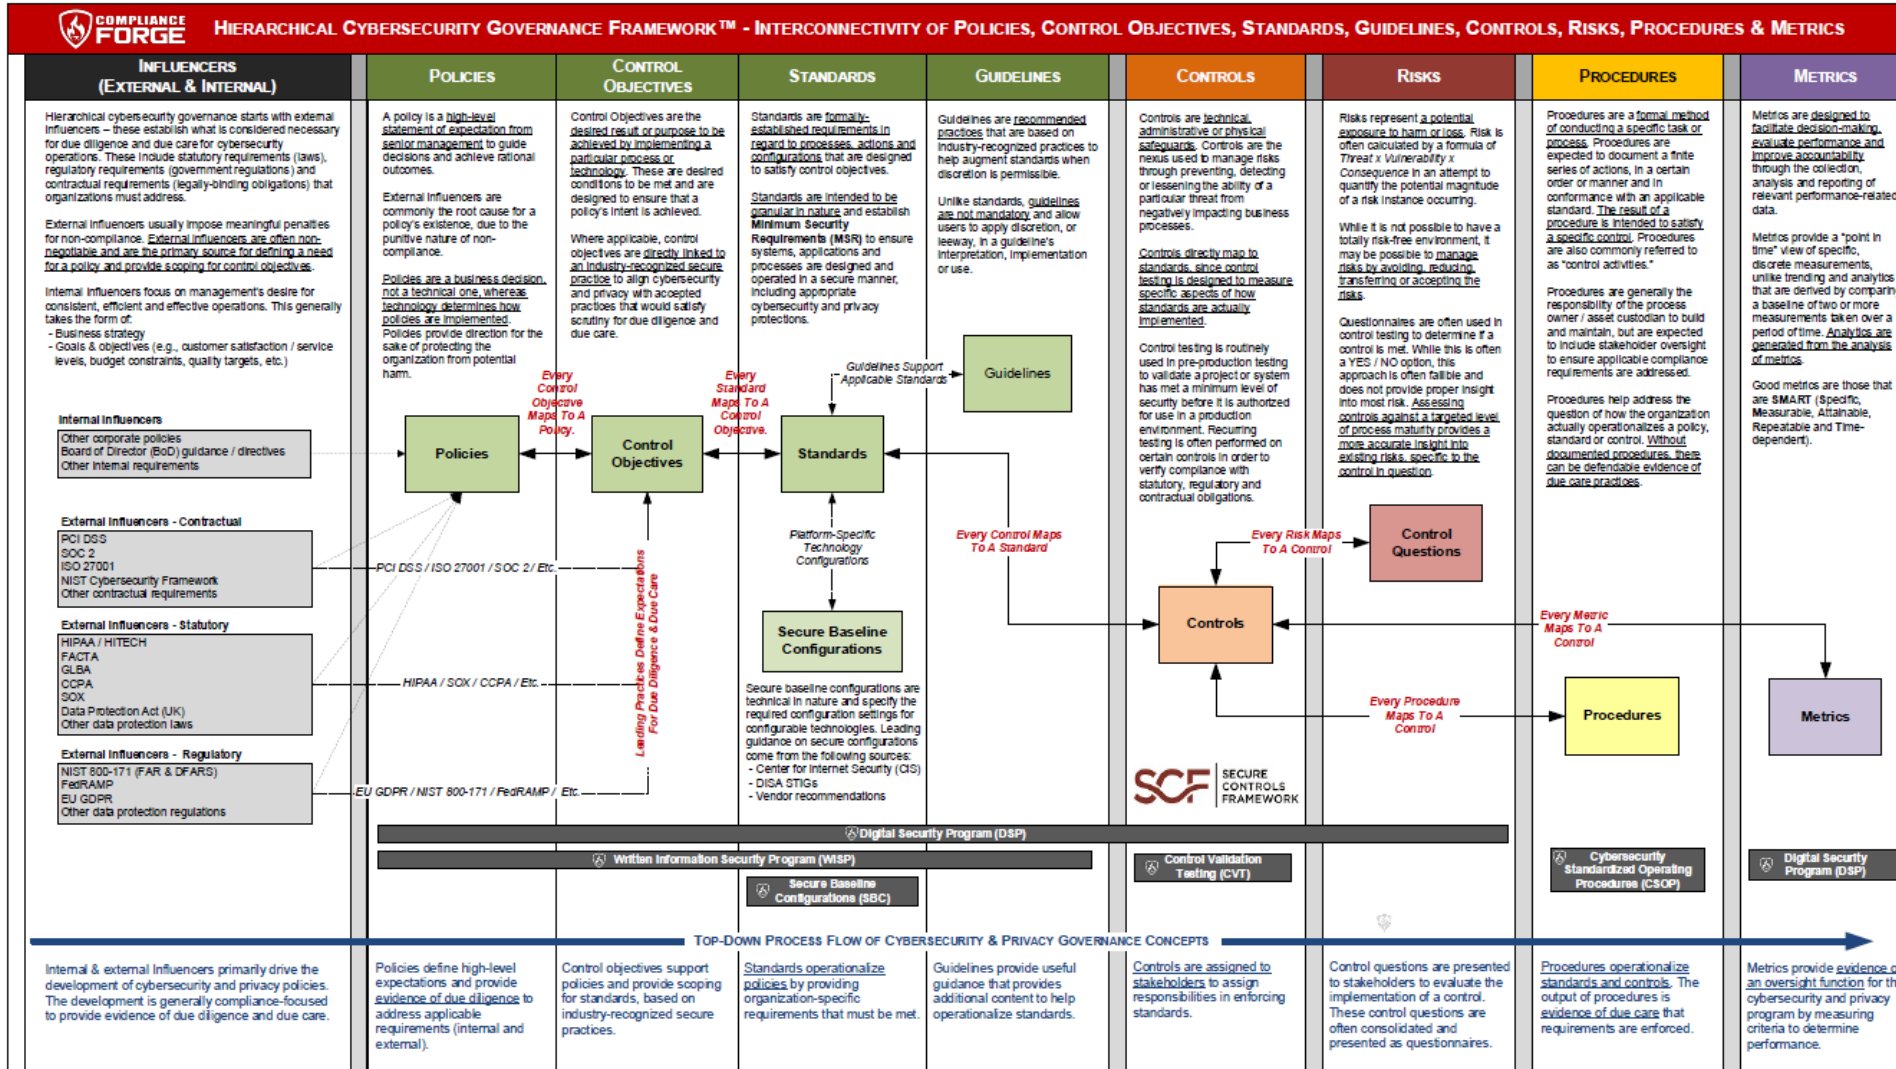 COMPLIANCE
FORGE
HIERARCHICAL CYBERSECURITY GOVERNANCE FRAMEWORK™ - INTERCONNECTIVITY OF POLICIES, CONTROL OBJECTIVES, STANDARDS, GUIDELINES, CONTROLS, RISKS, PROCEDURES & METRICS
INFLUENCERS
(EXTERNAL & INTERNAL)
Hierarchical cybersecurity governance starts with external
influencers – these establish what is considered necessary
for due diligence and due care for cybersecurity
operations. These include statutory requirements (laws),
regulatory requirements (government regulations) and
contractual requirements (legally-binding obligations) that
organizations must address.
External Influencers usually impose meaningful penalties
for non-compliance. External Influencers are often non-
negotiable and are the primary source for defining a need
for a policy and provide scoping for control objectives.
Internal Influencers focus on management's desire for
consistent, efficient and effective operations. This generally
takes the form of:
- Business strategy
- Goals & objectives (e.g., customer satisfaction / service
levels, budget constraints, quality targets, etc.)
Internal Influencers
Other corporate policies
Board of Director (BoD) guidance / directives
Other internal requirements
External Influencers - Contractual
PCI DSS
SOC 2
ISO 27001
NIST Cybersecurity Framework
Other contractual requirements
External Influencers - Statutory
HIPAA / HITECH
FACTA
GLBA
CCPA
SOX
Data Protection Act (UK)
Other data protection laws
External Influencers - Regulatory
NIST 800-171 (FAR & DFARS)
FedRAMP
EU GDPR
Other data protection regulations
POLICIES
A policy is a high-level
statement of expectation from
senior management to guide
decisions and achieve rational
outcomes.
External Influencers are
commonly the root cause for a
policy's existence, due to the
punitive nature of non-
compliance.
Policies are a business decision,
not a technical one, whereas
technology determines how
policies are implemented.
Policies provide direction for the
sake of protecting the
organization from potential
harm.
Policies
Every
Control
Objective
Maps To A
Policy.
PCI DSS / ISO 27001 / SOC 2 / Etc.
HIPAA / SOX / CCPA / Etc.
EU GDPR / NIST 800-171 / FedRAMP / Etc.
CONTROL
OBJECTIVES
Control Objectives are the
desired result or purpose to be
achieved by implementing a
particular process or
technology. These are desired
conditions to be met and are
designed to ensure that a
policy's intent is achieved.
Where applicable, control
objectives are directly linked to
an industry-recognized secure
practice to align cybersecurity
and privacy with accepted
practices that would satisfy
scrutiny for due diligence and
due care.
Control
Objectives
Every
Standard
Maps To A
Control
Objective.
Leading Practices Define Expectations
For Due Diligence & Due Care
STANDARDS
Standards are formally-
established requirements in
regard to processes, actions and
configurations that are designed
to satisfy control objectives.
Standards are intended to be
granular in nature and establish
Minimum Security
Requirements (MSR) to ensure
systems, applications and
processes are designed and
operated in a secure manner,
including appropriate
cybersecurity and privacy
protections.
Guidelines Support
Applicable Standards
Standards
Platform-Specific
Technology
Configurations
Secure Baseline
Configurations
Secure baseline configurations are
technical in nature and specify the
required configuration settings for
configurable technologies. Leading
guidance on secure configurations
come from the following sources:
- Center for Internet Security (CIS)
- DISA STIGs
- Vendor recommendations
GUIDELINES
Guidelines are recommended
practices that are based on
industry-recognized practices to
help augment standards when
discretion is permissible.
Unlike standards, guidelines
are not mandatory and allow
users to apply discretion, or
leeway, in a guideline's
interpretation, implementation
or use.
Guidelines
Every Control Maps
To A Standard
CONTROLS
Controls are technical,
administrative or physical
safeguards. Controls are the
nexus used to manage risks
through preventing, detecting
or lessening the ability of a
particular threat from
negatively impacting business
processes.
Controls directly map to
standards, since control
testing is designed to measure
specific aspects of how
standards are actually
implemented.
Control testing is routinely
used in pre-production testing
to validate a project or system
has met a minimum level of
security before it is authorized
for use in a production
environment. Recurring
testing is often performed on
certain controls in order to
verify compliance with
statutory, regulatory and
contractual obligations.
Controls
SCF
SECURE
CONTROLS
FRAMEWORK
RISKS
Risks represent a potential
exposure to harm or loss. Risk is
often calculated by a formula of
Threat x Vulnerability x
Consequence in an attempt to
quantify the potential magnitude
of a risk instance occurring.
While it is not possible to have a
totally risk-free environment, it
may be possible to manage
risks by avoiding, reducing,
transferring or accepting the
risks.
Questionnaires are often used in
control testing to determine if a
control is met. While this is often
a YES / NO option, this
approach is often fallible and
does not provide proper insight
into most risk. Assessing
controls against a targeted level
of process maturity provides a
more accurate insight into
existing risks, specific to the
control in question.
Every Risk Maps
To A Control
Control
Questions
Every Procedure
Maps To A
Control
PROCEDURES
Procedures are a formal method
of conducting a specific task or
process. Procedures are
expected to document a finite
series of actions, in a certain
order or manner and in
conformance with an applicable
standard. The result of a
procedure is intended to satisfy
a specific control. Procedures
are also commonly referred to
as "control activities."
Procedures are generally the
responsibility of the process
owner / asset custodian to build
and maintain, but are expected
to include stakeholder oversight
to ensure applicable compliance
requirements are addressed.
Procedures help address the
question of how the organization
actually operationalizes a policy,
standard or control. Without
documented procedures, there
can be defendable evidence of
due care practices.
Every Metric
Maps To A
Control
Procedures
METRICS
Metrics are designed to
facilitate decision-making,
evaluate performance and
improve accountability
through the collection,
analysis and reporting of
relevant performance-related
data.
Metrics provide a "point in
time" view of specific,
discrete measurements,
unlike trending and analytics
that are derived by comparin
a baseline of two or more
measurements taken over a
period of time. Analytics are
generated from the analysis
of metrics.
Good metrics are those that
are SMART (Specific,
Measurable, Attainable,
Repeatable and Time-
dependent).
Metrics
Digital Security Program (DSP)
Written Information Security Program (WISP)
Secure Baseline
Configurations (SBC)
Control Validation
Testing (CVT)
Cybersecurity
Standardized Operating
Procedures (CSOP)
Digital Security
Program (DSP)
TOP-DOWN PROCESS FLOW OF CYBERSECURITY & PRIVACY GOVERNANCE CONCEPTS
Internal & external Influencers primarily drive the
development of cybersecurity and privacy policies.
The development is generally compliance-focused
to provide evidence of due diligence and due care.
Policies define high-level
expectations and provide
evidence of due diligence to
address applicable
requirements (internal and
external).
Control objectives support
policies and provide scoping
for standards, based on
industry-recognized secure
practices.
Standards operationalize
policies by providing
organization-specific
requirements that must be met.
Guidelines provide useful
guidance that provides
additional content to help
operationalize standards.
Controls are assigned to
stakeholders to assign
responsibilities in enforcing
standards.
Control questions are presented
to stakeholders to evaluate the
implementation of a control.
These control questions are
often consolidated and
presented as questionnaires.
Procedures operationalize
standards and controls. The
output of procedures is
evidence of due care that
requirements are enforced.
Metrics provide evidence o
an oversight function for th
cybersecurity and privacy
program by measuring
criteria to determine
performance.